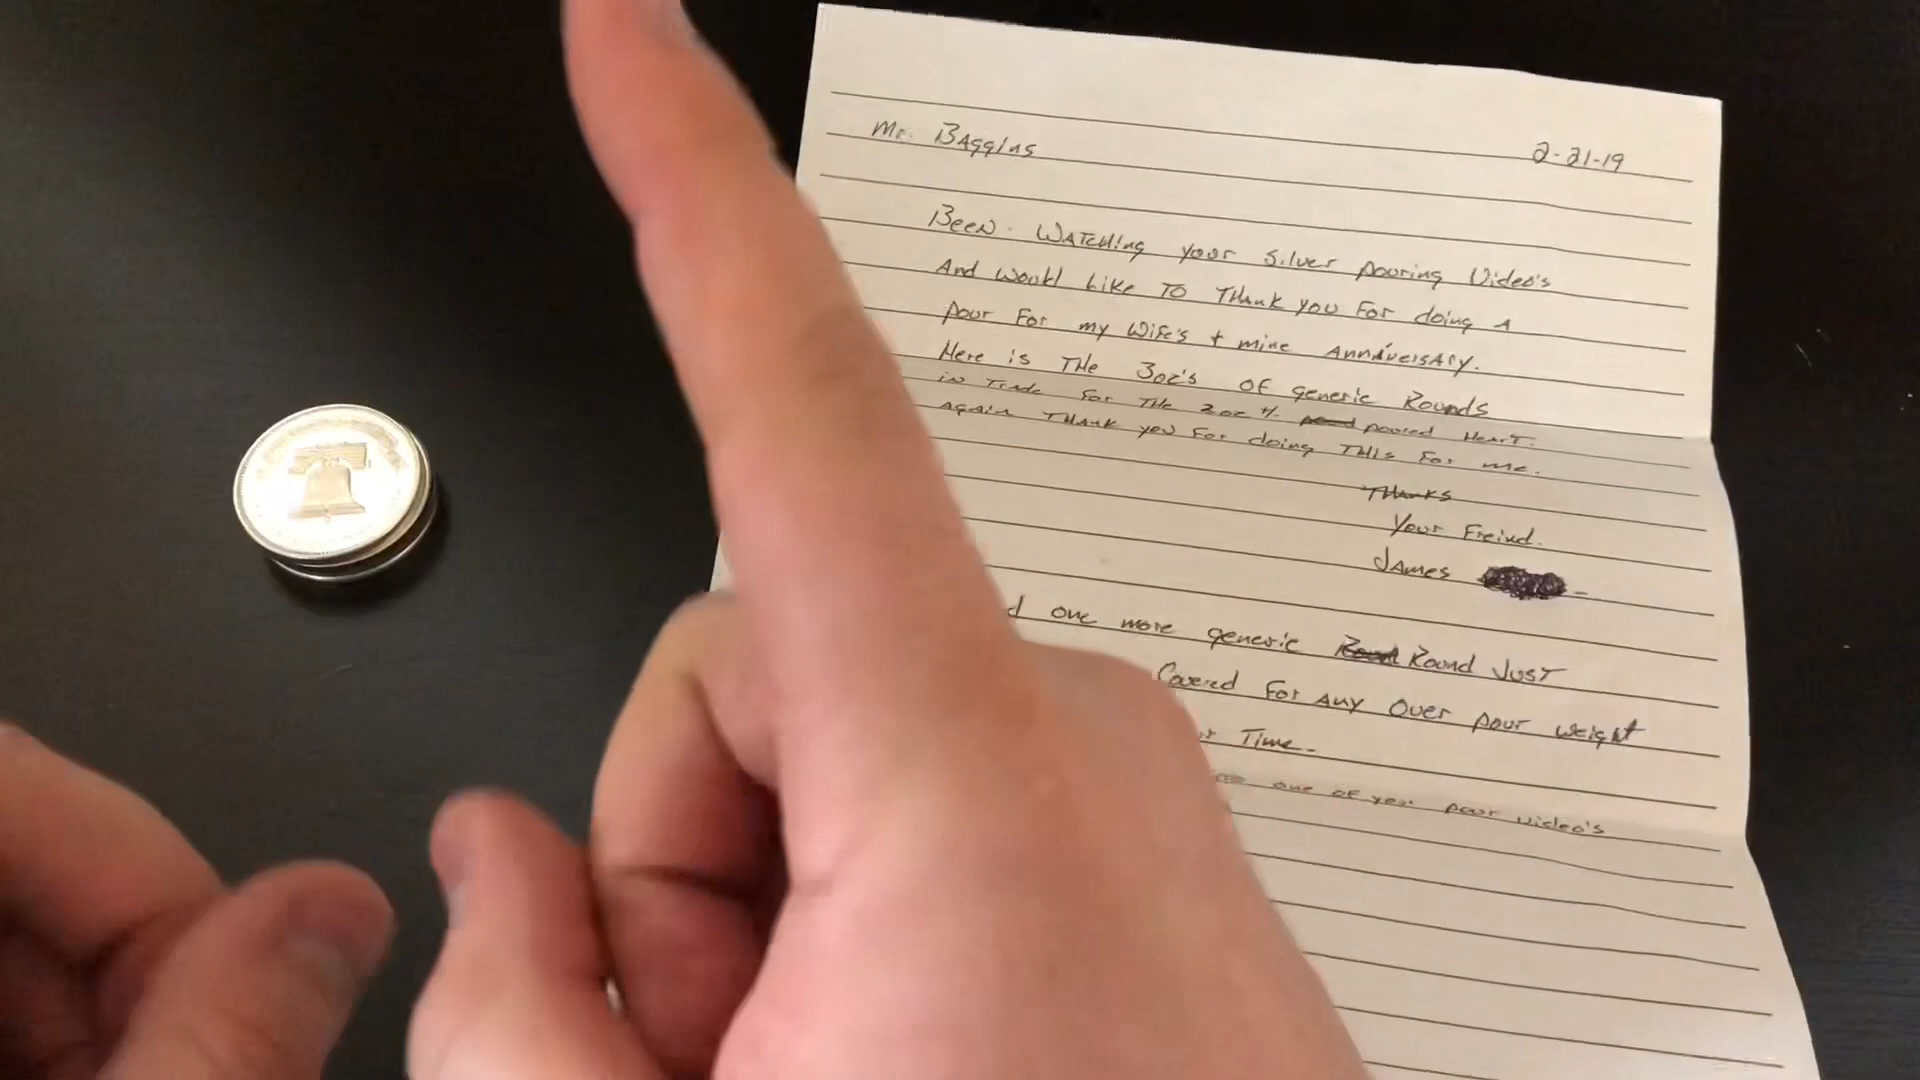 Mr. Baggins 2-21-19
Been Watching your Silver pouring Video's
And would Like To Thank you For doing A
pour For my Wife's + mine Anniversary.
Here is The 3oz's of generic Rounds
in Trade For The 2oz poured Heart.
Again Thank you For doing This For me.
Thanks
Your Freind.
James
one more generic Round Just
Covered For Any Over pour weight
Time.
one of your pour video's